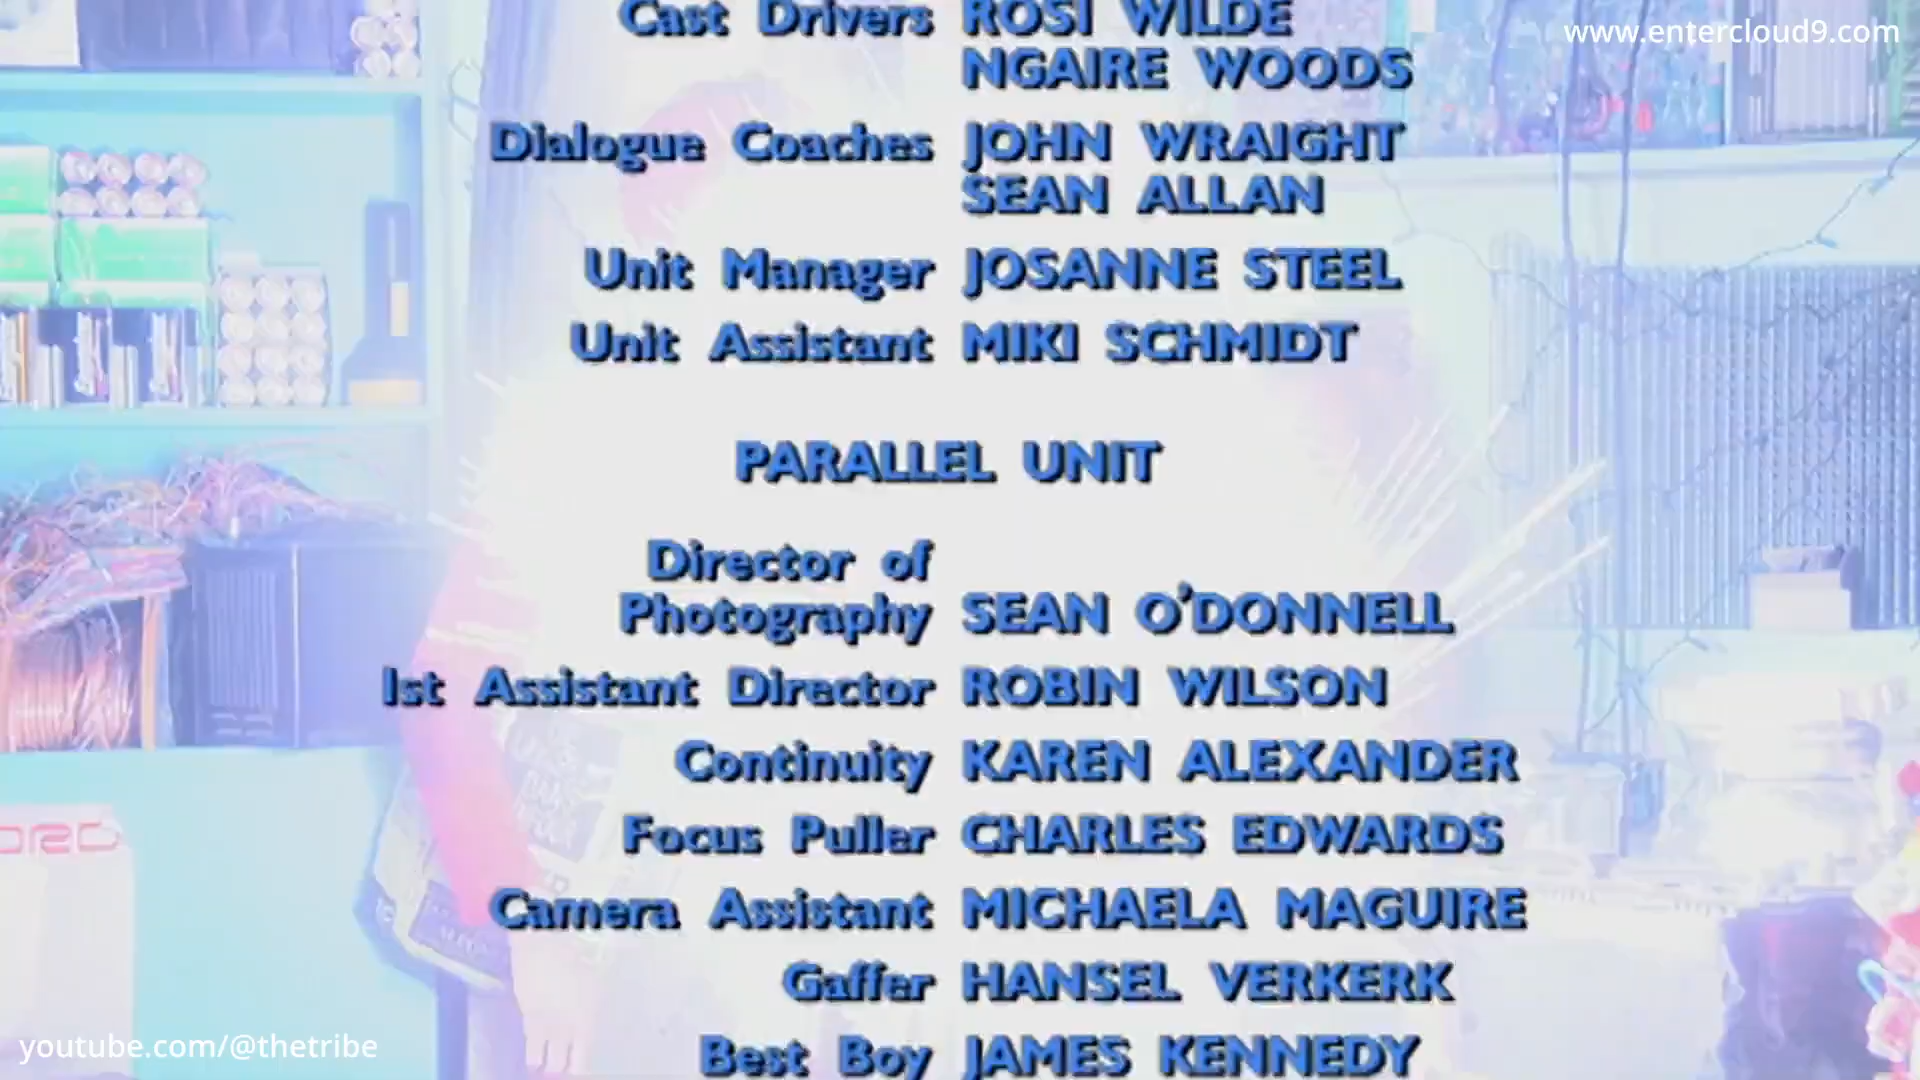 www.entercloud9.com
Cast Drivers ROSI WILDE
NGAIRE WOODS
Dialogue Coaches JOHN WRAIGHT
SEAN ALLAN
Unit Manager JOSANNE STEEL
Unit Assistant MIKI SCHMIDT
PARALLEL UNIT
Director of
Photography SEAN O'DONNELL
1st Assistant Director ROBIN WILSON
Continuity KAREN ALEXANDER
Focus Puller CHARLES EDWARDS
Camera Assistant MICHAELA MAGUIRE
Gaffer HANSEL VERKERK
Best Boy JAMES KENNEDY
youtube.com/@thetribe